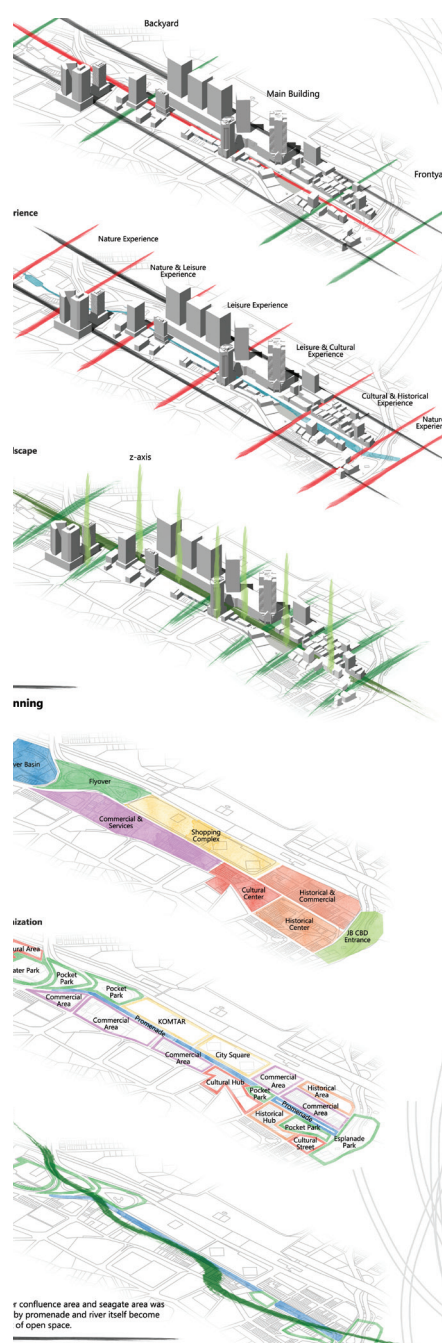 Backyard
Main Building
Frontya
rience
Nature Experience
Nature & Leisure
Experience
Leisure Experience
Leisure & Cultural
Experience
Cultural & Historical
Experience
Natur
Experien
lscape
z-axis
nning
yer Basin
Flyover
Commercial &
Services
Shopping
Complex
Cultural
Center
Historical &
Commercial
Historical
Center
JB CBD
Entrance
nization
ural Area
ater Park
Pocket
Park
Pocket
Park
Commercial
Area
Commercial
Area
Promenade
KOMTAR
Commercial
Area
City Square
Cultural Hub
Commercial
Area
Pocket
Park
Historical
Area
Promenade
Commercial
Area
Historical
Hub
Pocket Park
Cultural
Street
Esplanade
Park
r confluence area and seagate area was
by promenade and river itself become
of open space.